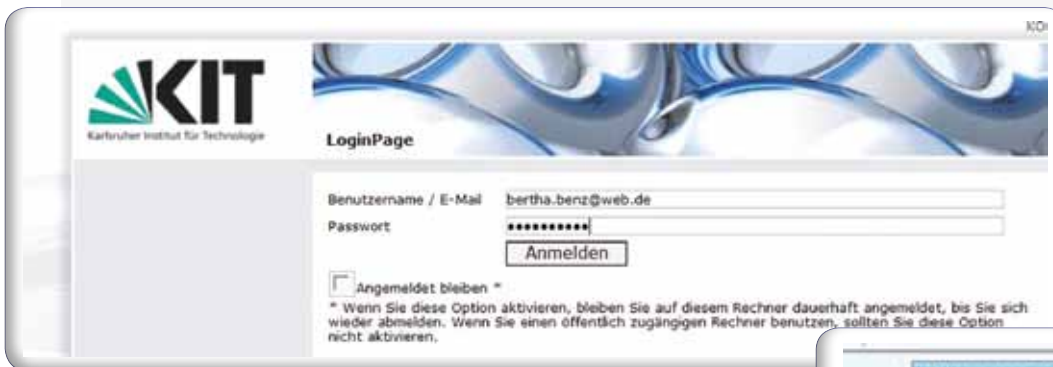 KIT
Karlsruher Institut für Technologie
LoginPage
Benutzername / E-Mail bertha.benz@web.de
Passwort ••••••••••
Anmelden
Angemeldet bleiben *
* Wenn Sie diese Option aktivieren, bleiben Sie auf diesem Rechner dauerhaft angemeldet, bis Sie sich
wieder abmelden. Wenn Sie einen öffentlich zugängigen Rechner benutzen, sollten Sie diese Option
nicht aktivieren.